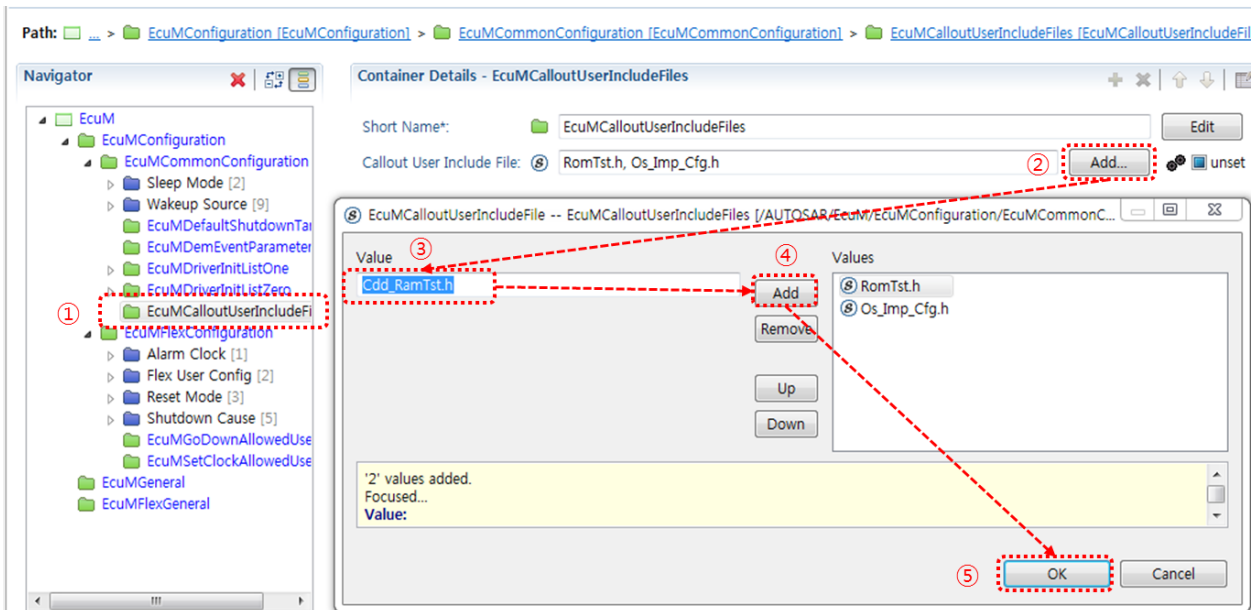 Path: ... > EcuMConfiguration [EcuMConfiguration] > EcuMCommonConfiguration [EcuMCommonConfiguration] > EcuMCalloutUserIncludeFiles [EcuMCalloutUserIncludeFil
Navigator
Container Details - EcuMCalloutUserIncludeFiles
EcuM
EcuMConfiguration
EcuMCommonConfiguration
Sleep Mode [2]
Wakeup Source [9]
EcuMDefaultShutdownTar
EcuMDemEventParameter
EcuMDriverInitListOne
EcuMDriverInitListZero
① EcuMCalloutUserIncludeFi
EcuMFlexConfiguration
Alarm Clock [1]
Flex User Config [2]
Reset Mode [3]
Shutdown Cause [5]
EcuMGoDownAllowedUse
EcuMSetClockAllowedUse
EcuMGeneral
EcuMFlexGeneral
Short Name*: EcuMCalloutUserIncludeFiles Edit
Callout User Include File: RomTst.h, Os_Imp_Cfg.h ② Add... unset
EcuMCalloutUserIncludeFile -- EcuMCalloutUserIncludeFiles [/AUTOSAR/EcuM/EcuMConfiguration/EcuMCommonC...
Value ③ ④ Values
Cdd_RamTst.h Add RomTst.h
Os_Imp_Cfg.h
Remove
Up
Down
'2' values added.
Focused...
Value:
⑤ OK Cancel